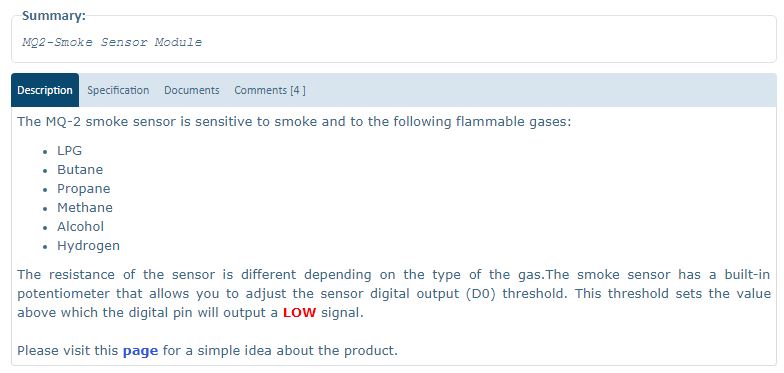 Summary:
MQ2-Smoke Sensor Module
Description Specification Documents Comments [4 ]
The MQ-2 smoke sensor is sensitive to smoke and to the following flammable gases:
• LPG
• Butane
• Propane
• Methane
• Alcohol
• Hydrogen
The resistance of the sensor is different depending on the type of the gas.The smoke sensor has a built-in
potentiometer that allows you to adjust the sensor digital output (D0) threshold. This threshold sets the value
above which the digital pin will output a LOW signal.
Please visit this page for a simple idea about the product.